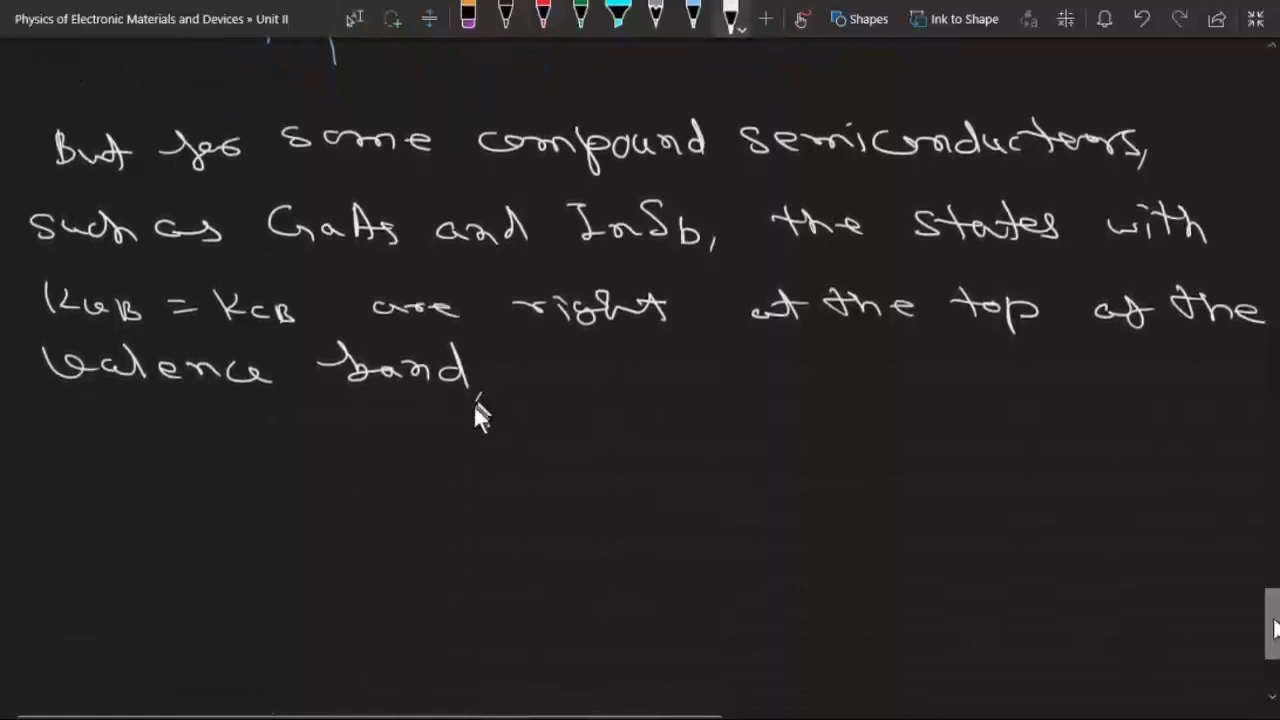 Physics of Electronic Materials and Devices » Unit II
Shapes
Ink to Shape
But for some compound semiconductors,
such as GaAs and InSb, the states with
KVB = KCB are right at the top of the
valence band